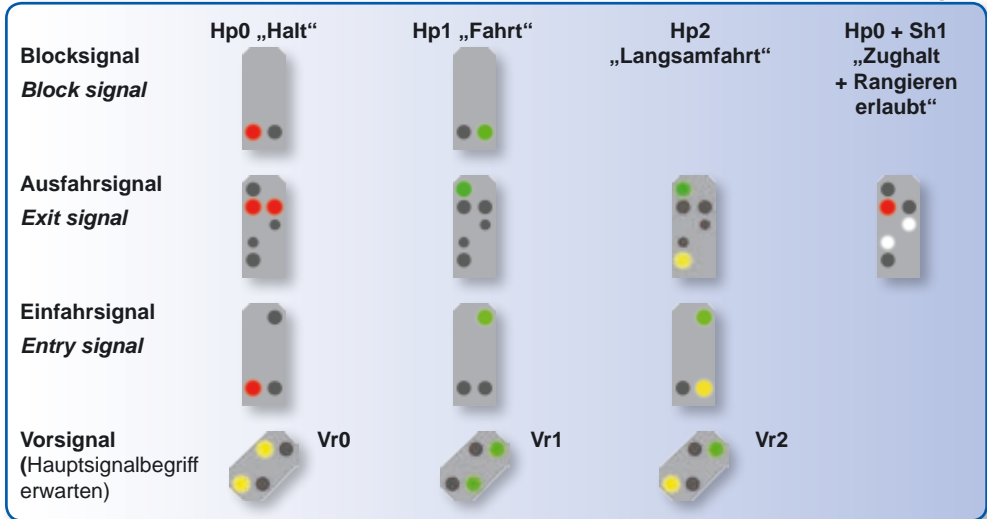 Hp0 „Halt“
Hp1 „Fahrt“
Hp2
„Langsamfahrt“
Hp0 + Sh1
„Zughalt
+ Rangieren
erlaubt“
Blocksignal
Block signal
Ausfahrsignal
Exit signal
Einfahrsignal
Entry signal
Vorsignal
(Hauptsignalbegriff
erwarten)
Vr0
Vr1
Vr2